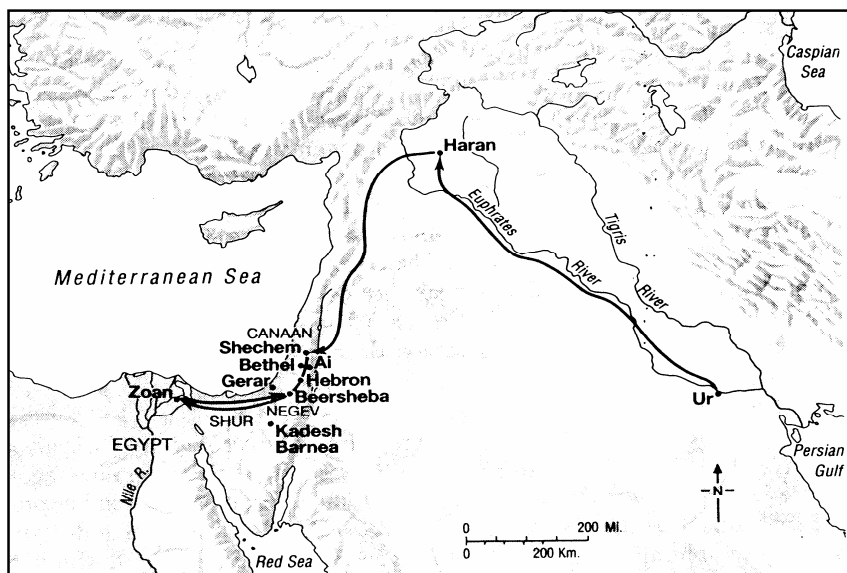 Caspian
Sea
Haran
Euphrates
Tigris
River
River
Mediterranean Sea
CANAAN
Shechem
Bethel
Ai
Gerar
Hebron
Zoan
Beersheba
NEGEV
SHUR
Ur
EGYPT
Kadesh
Barnea
Persian
Gulf
Nile R.
N
0 200 Mi.
0 200 Km.
Red Sea